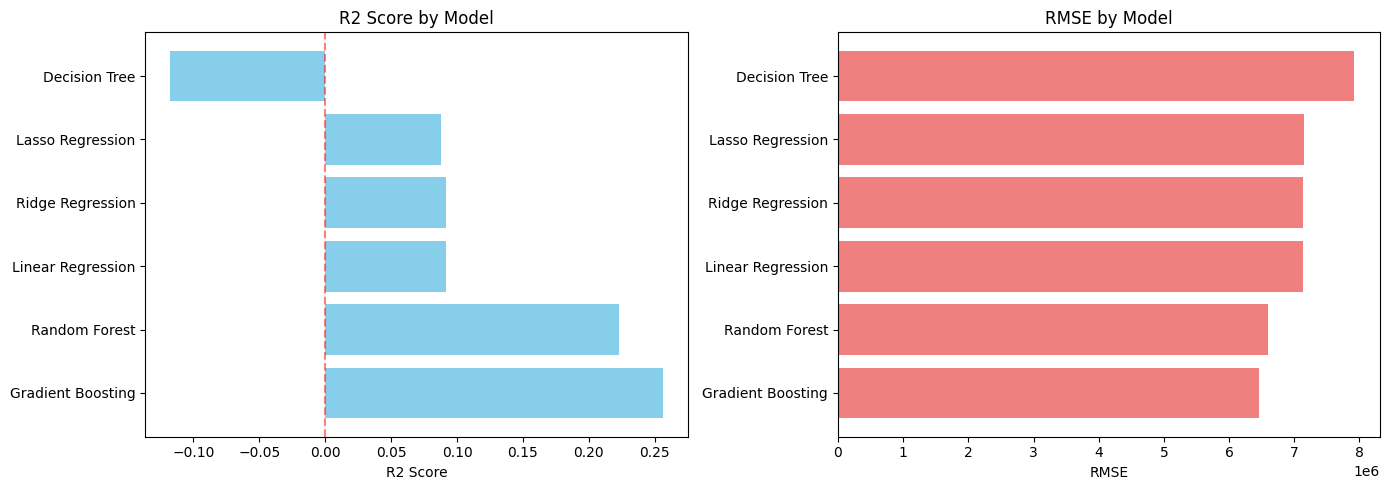 R2 Score by Model
Decision Tree
Lasso Regression
Ridge Regression
Linear Regression
Random Forest
Gradient Boosting
−0.10 −0.05 0.00 0.05 0.10 0.15 0.20 0.25
R2 Score
RMSE by Model
Decision Tree
Lasso Regression
Ridge Regression
Linear Regression
Random Forest
Gradient Boosting
0 1 2 3 4 5 6 7 8
1e6
RMSE